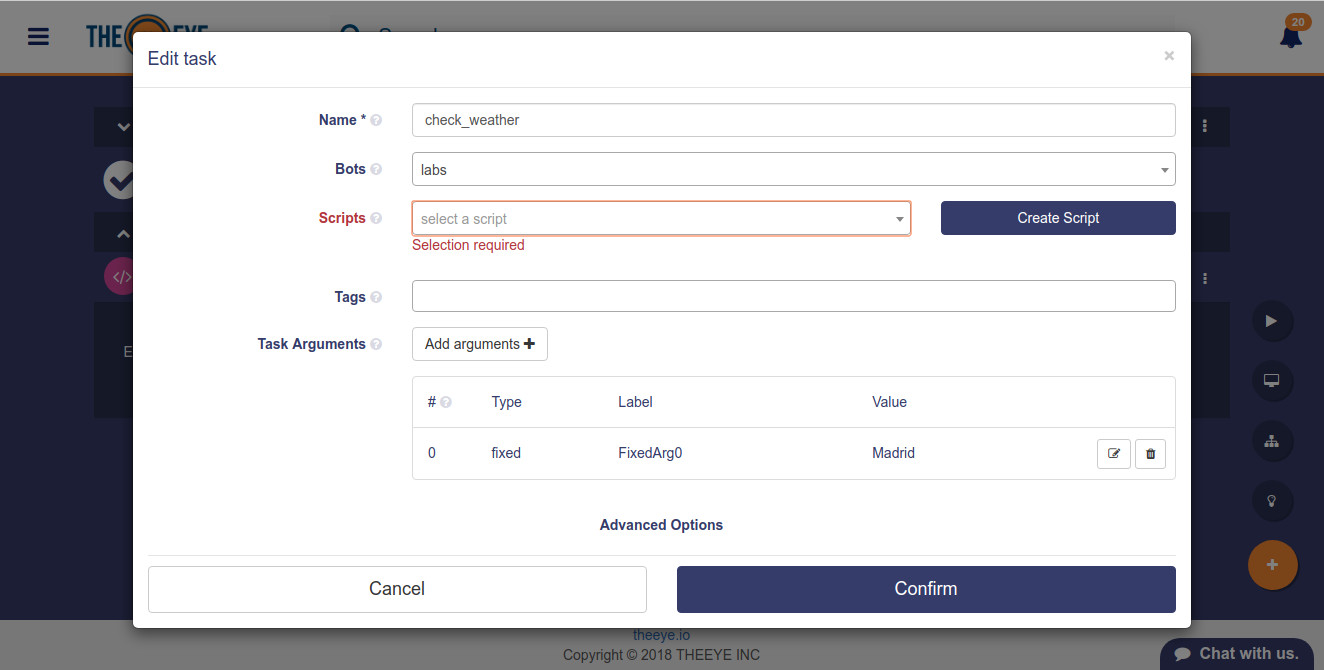 THE EYE
20
Edit task
×
Name *
check_weather
Bots
labs
Scripts
select a script
Create Script
Selection required
Tags
Task Arguments
Add arguments
# Type Label Value
0 fixed FixedArg0 Madrid
Advanced Options
Cancel
Confirm
theeye.io
Copyright © 2018 THEEYE INC
Chat with us.